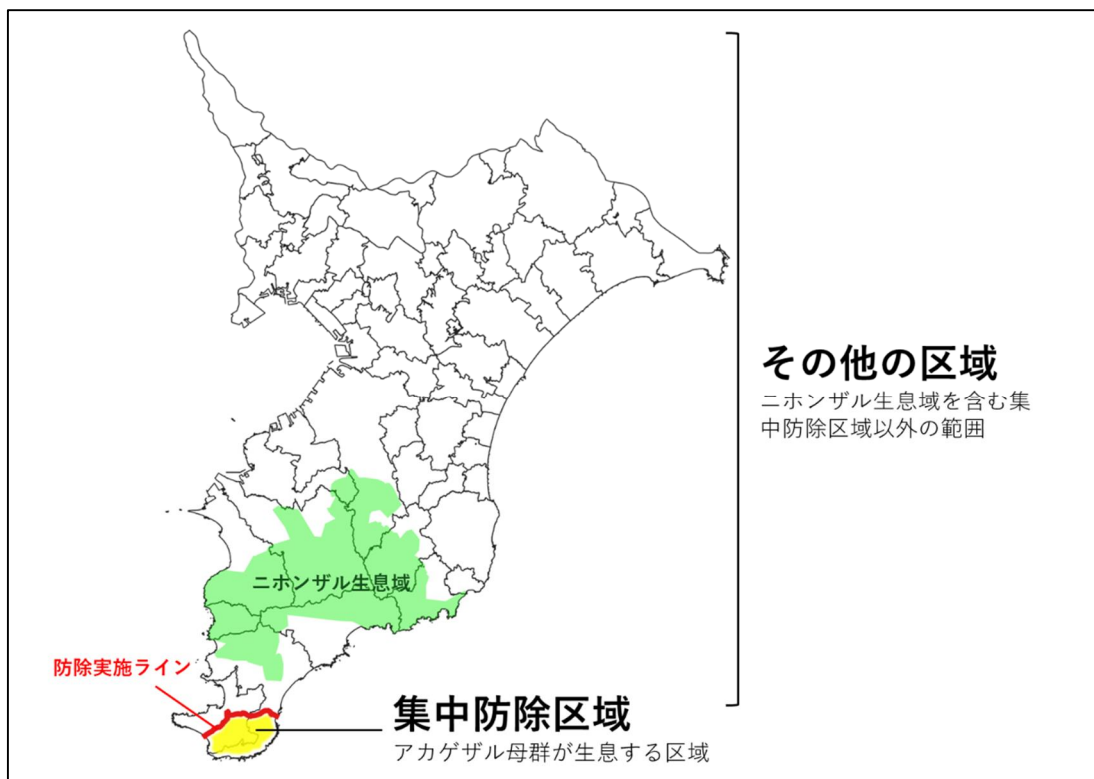 その他の区域
ニホンザル生息域を含む集
中防除区域以外の範囲
ニホンザル生息域
防除実施ライン
集中防除区域
アカゲザル母群が生息する区域